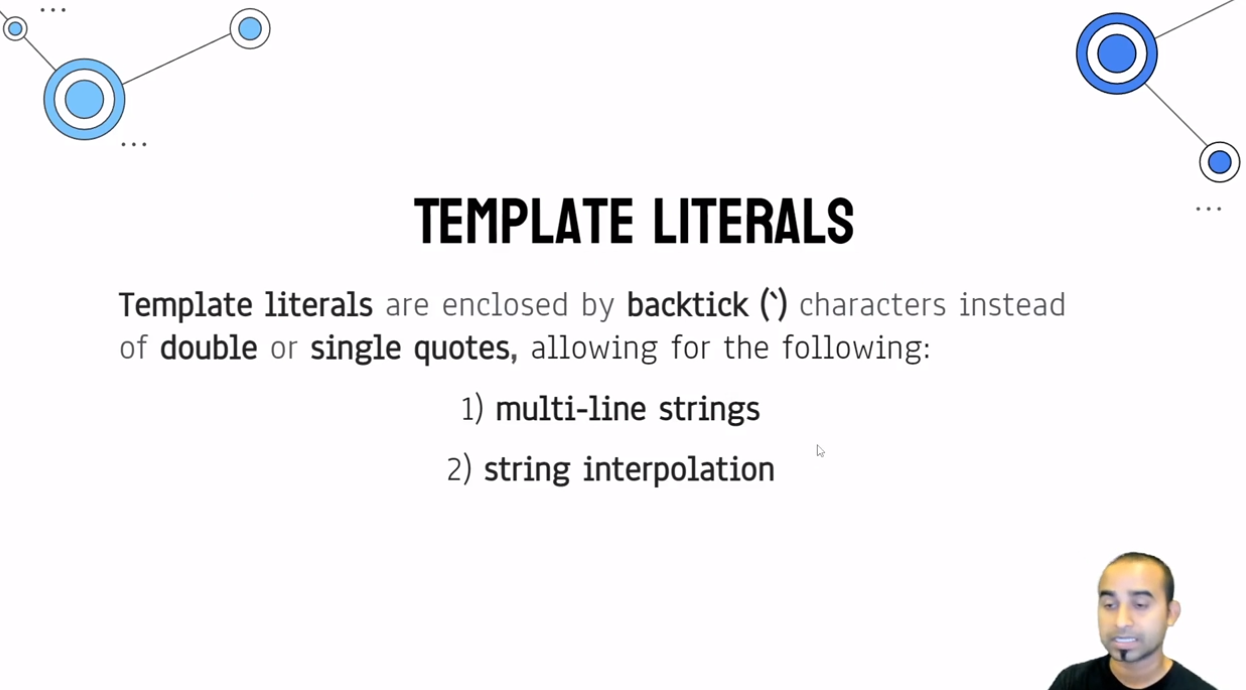 TEMPLATE LITERALS
Template literals are enclosed by backtick (`) characters instead
of double or single quotes, allowing for the following:
1) multi-line strings
2) string interpolation